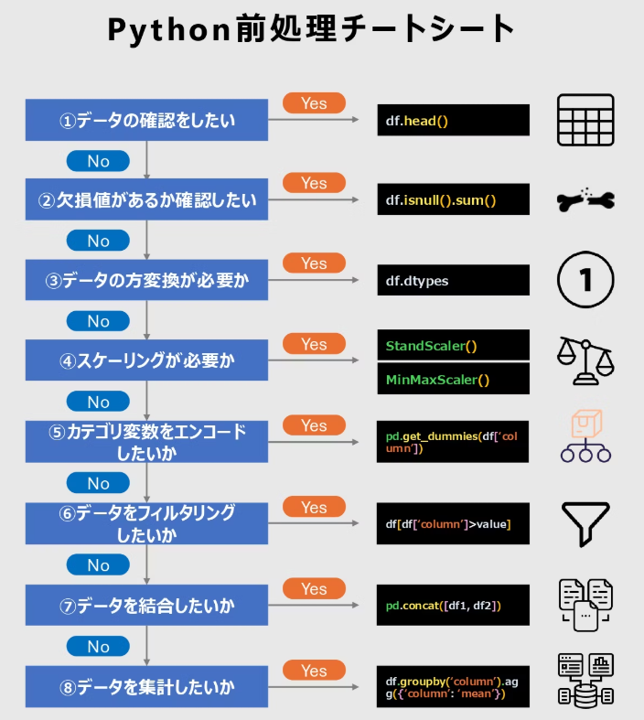 Python前処理チートシート
①データの確認をしたい
Yes
df.head()
No
②欠損値があるか確認したい
Yes
df.isnull().sum()
No
③データの方変換が必要か
Yes
df.dtypes
1
No
④スケーリングが必要か
Yes
StandScaler()
MinMaxScaler()
No
⑤カテゴリ変数をエンコード
したいか
Yes
pd.get_dummies(df['col
umn'])
No
⑥データをフィルタリング
したいか
Yes
df[df['column']>value]
No
⑦データを結合したいか
Yes
pd.concat([df1, df2])
No
⑧データを集計したいか
Yes
df.groupby('column').ag
g({'column': 'mean'})